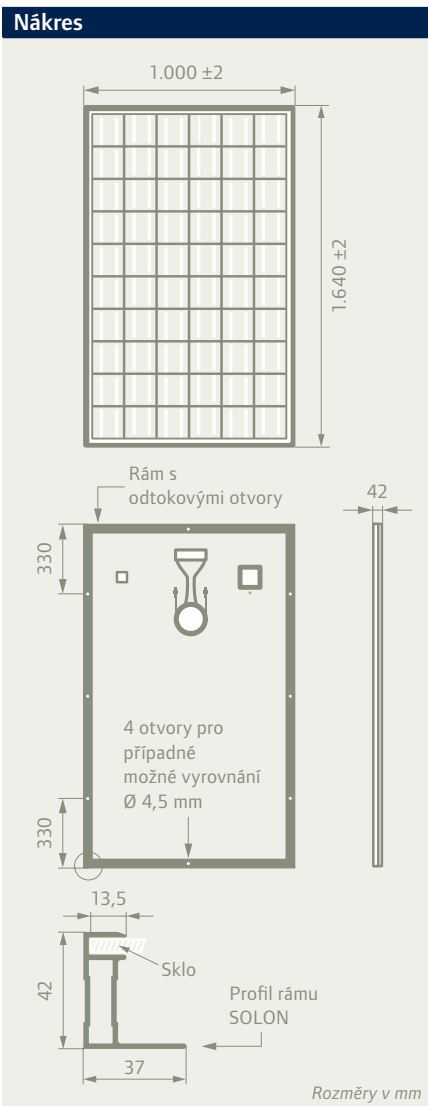 Nákres
1.000 ±2
1.640 ±2
Rám s
odtokovými otvory
42
330
4 otvory pro
případné
možné vyrovnání
Ø 4,5 mm
330
13,5
Sklo
42
Profil rámu
SOLON
37
Rozměry v mm